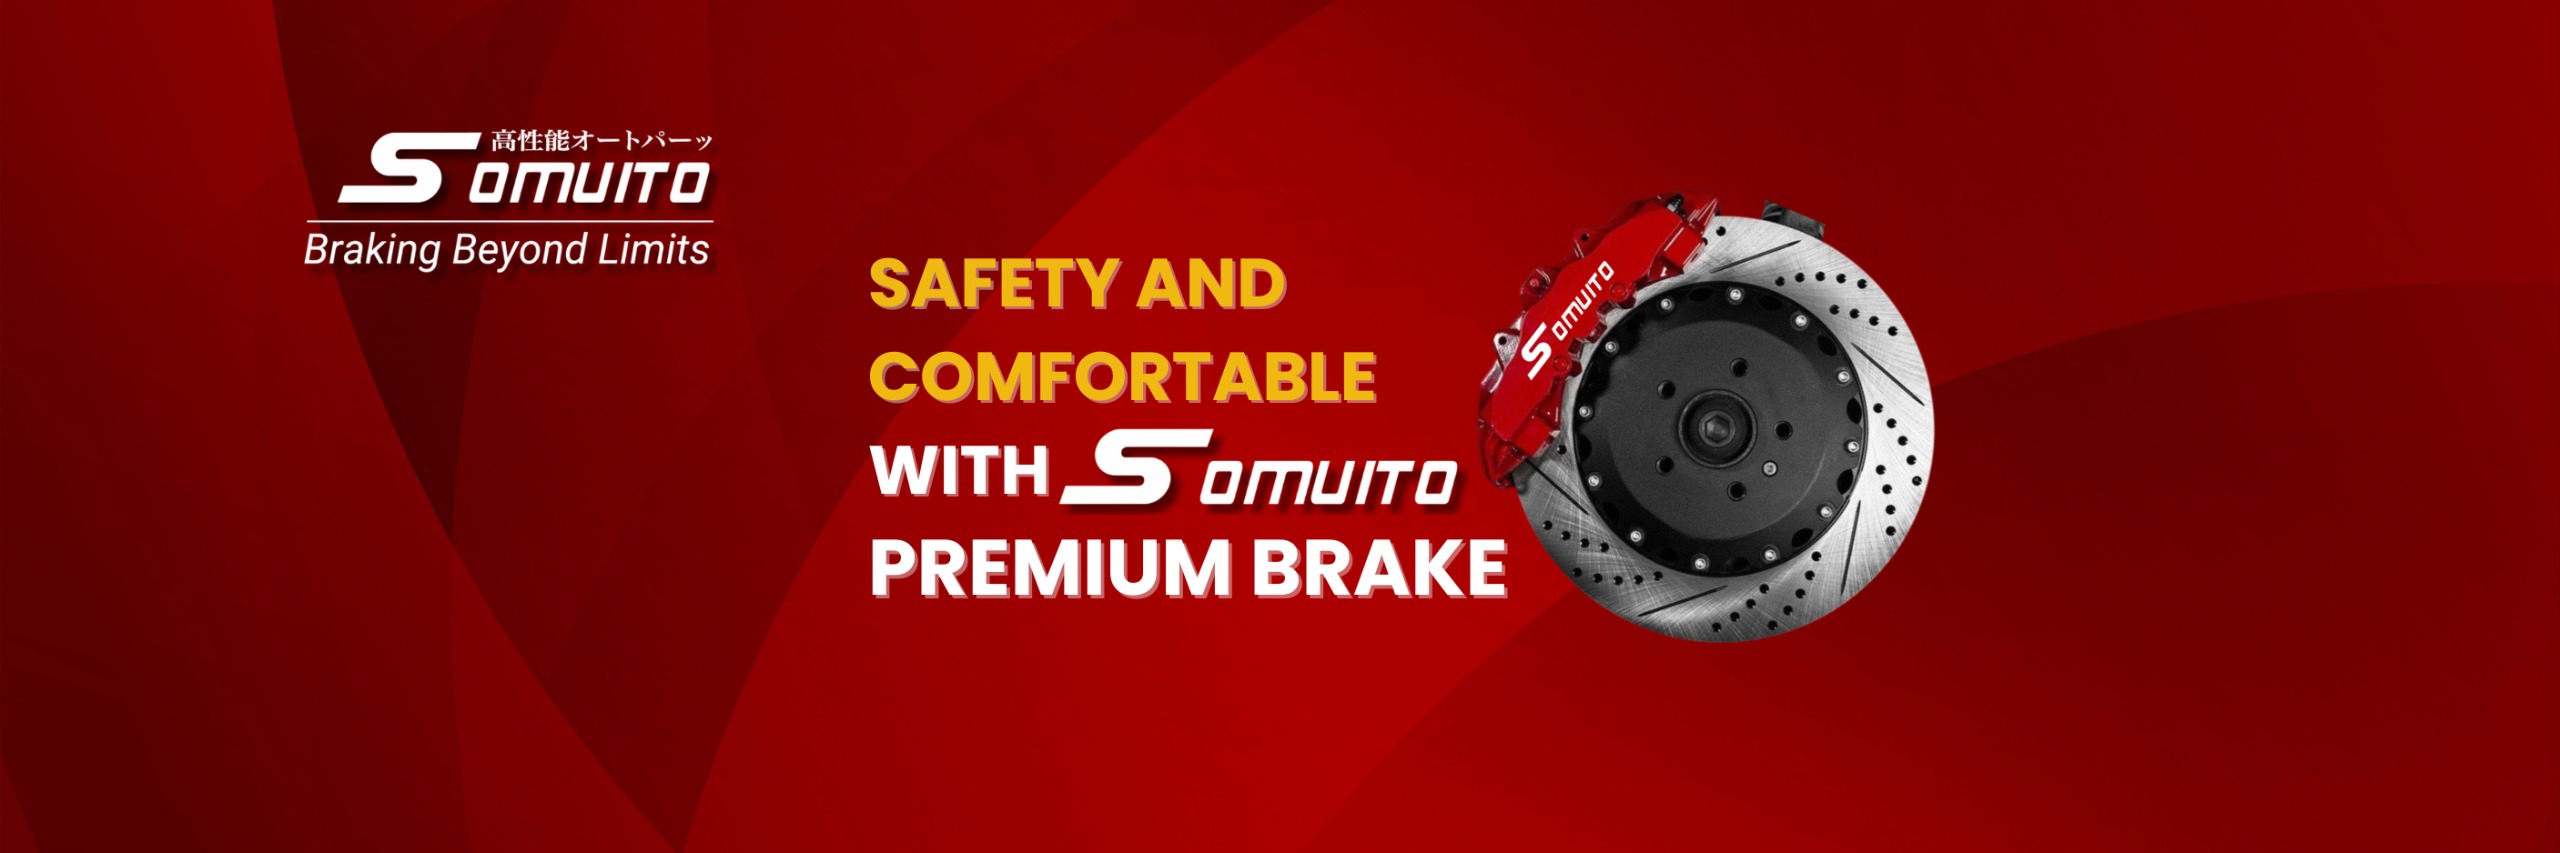 高性能オートパーッ
SOMUITO
Braking Beyond Limits
SAFETY AND
COMFORTABLE
WITH SOMUITO
PREMIUM BRAKE
SOMUITO